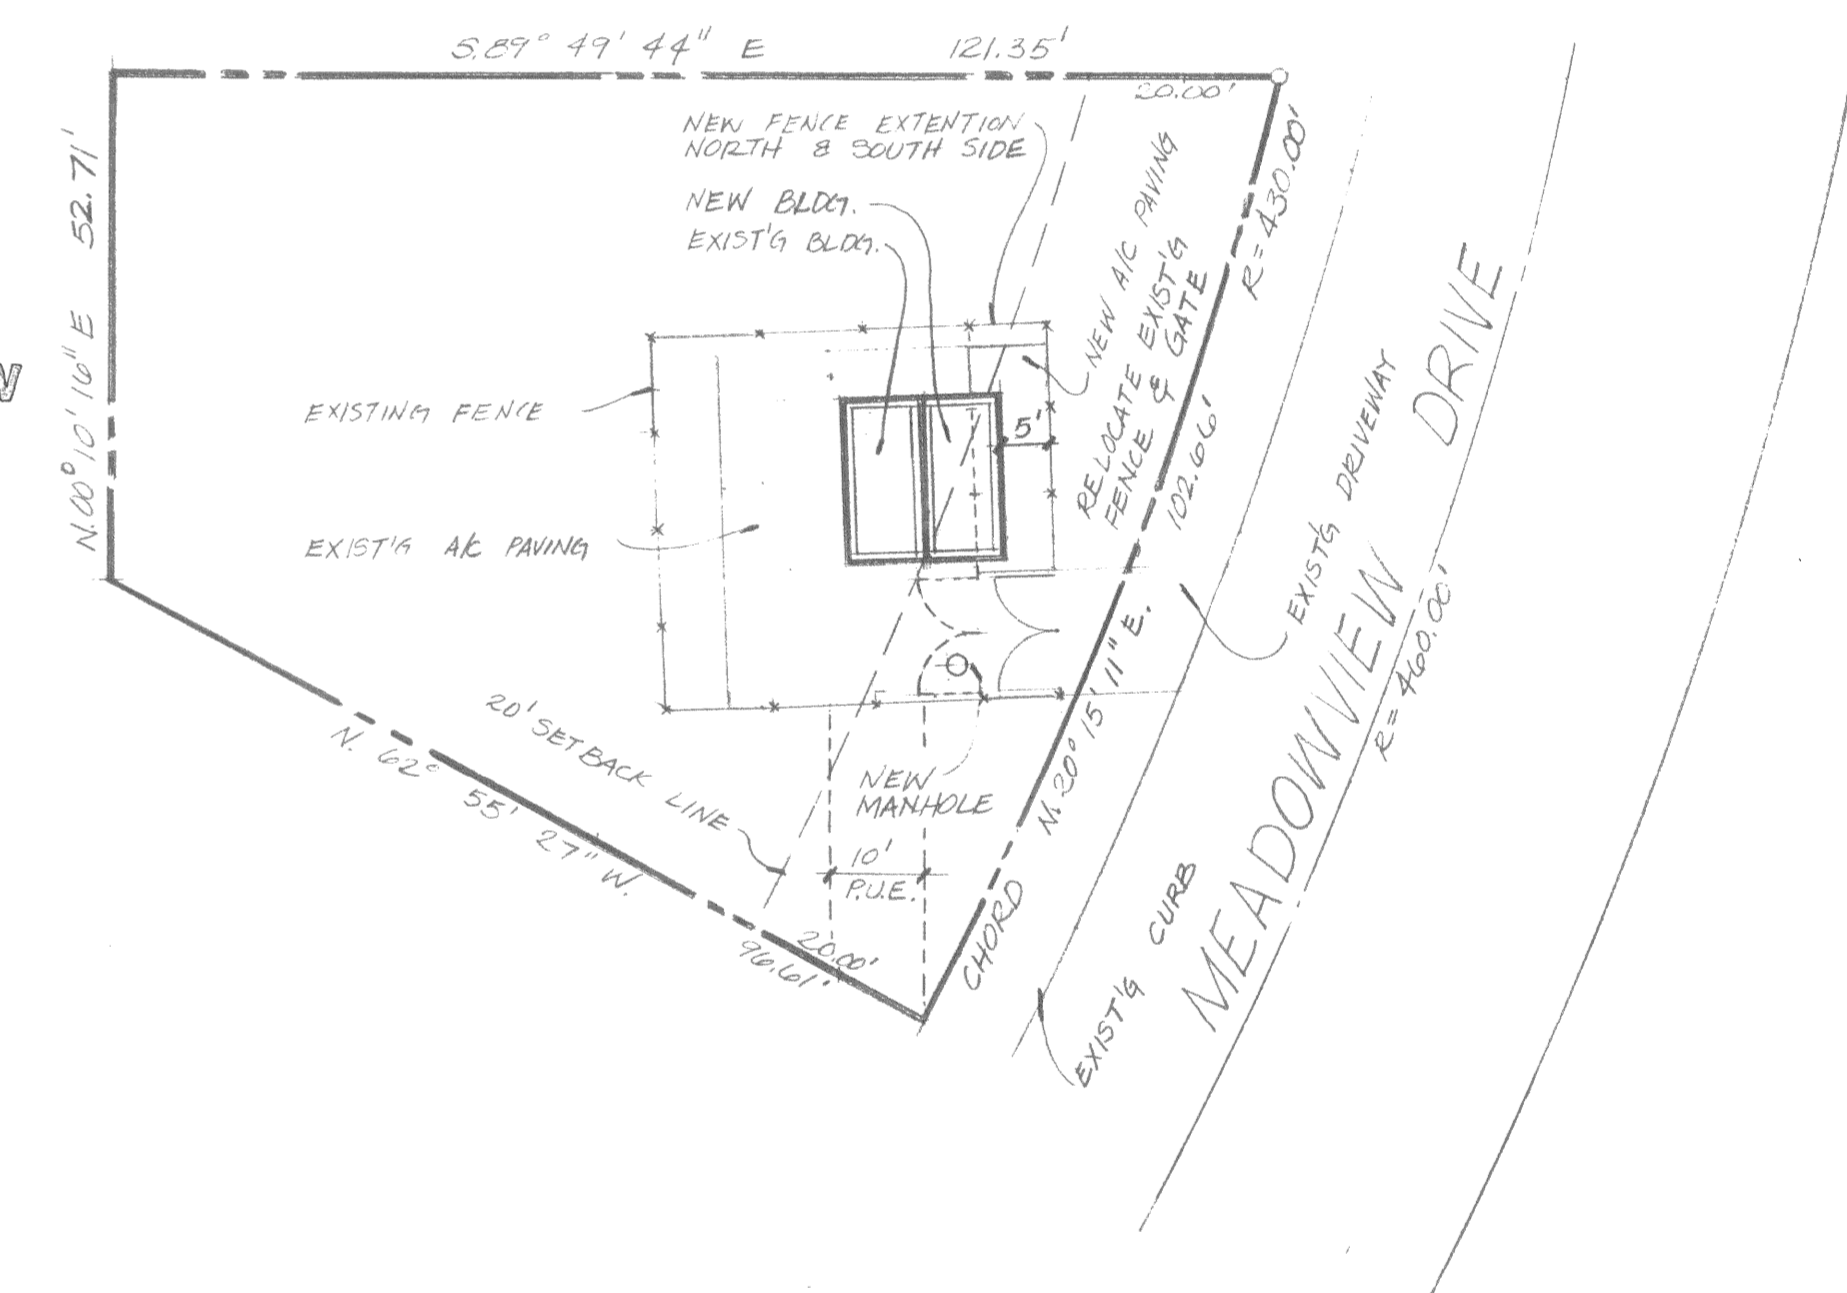 S.89° 49' 44" E 121.35'
20.00'
N.00° 10' 16" E 52.71'
NEW FENCE EXTENTION
NORTH & SOUTH SIDE
NEW BLDG.
EXIST'G BLDG.
EXISTING FENCE
EXIST'G A/C PAVING
5'
NEW A/C PAVING
RELOCATE EXIST'G
FENCE & GATE
R=430.00'
102.66'
CHORD N.20° 15' 11" E.
EXIST'G DRIVEWAY
MEADOWVIEW DRIVE
R=460.00'
20' SETBACK LINE
NEW
MANHOLE
10'
P.U.E.
N. 62° 55' 27" W.
20.00'
96.61'
EXIST'G CURB